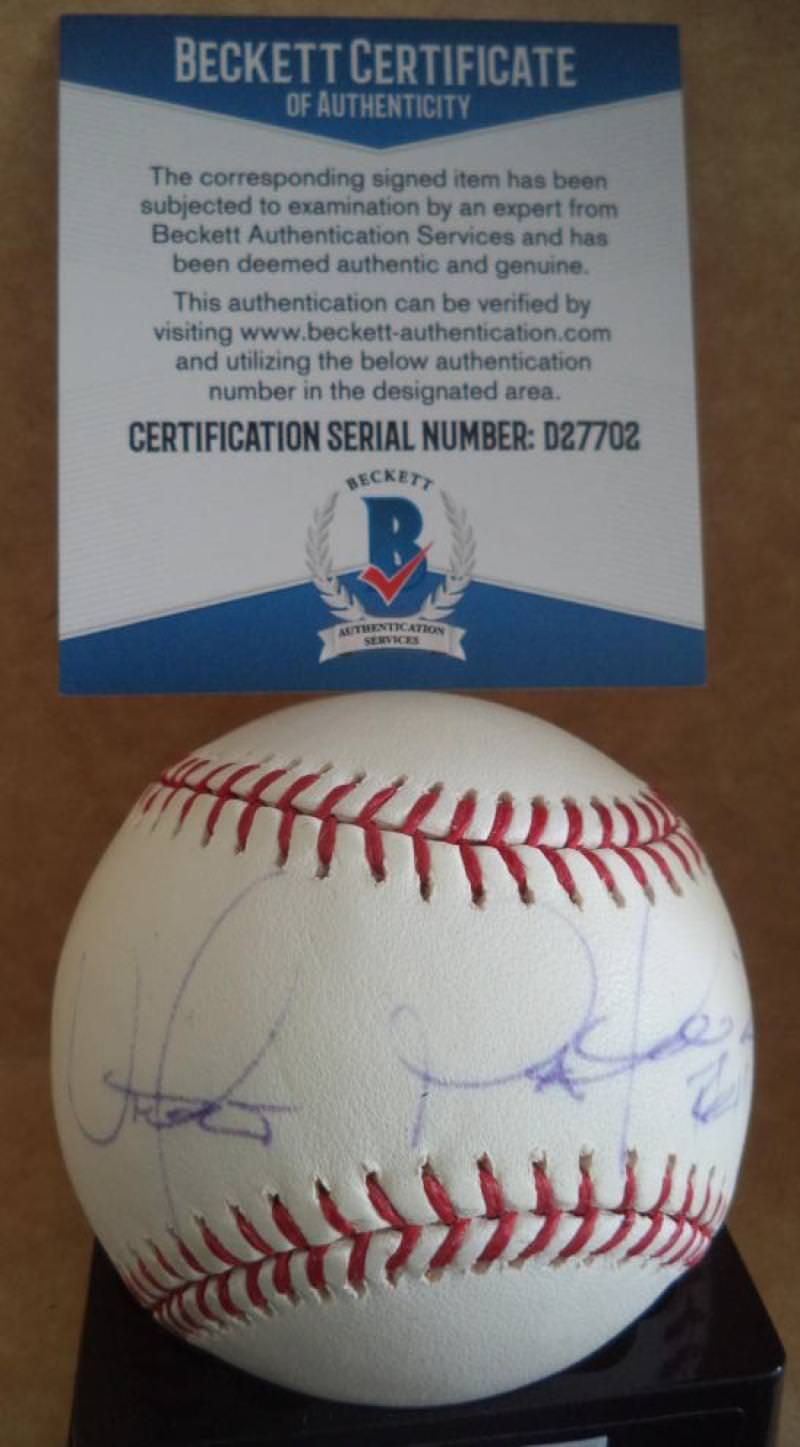 BECKETT CERTIFICATE
OF AUTHENTICITY
The corresponding signed item has been
subjected to examination by an expert from
Beckett Authentication Services and has
been deemed authentic and genuine.
This authentication can be verified by
visiting www.beckett-authentication.com
and utilizing the below authentication
number in the designated area.
CERTIFICATION SERIAL NUMBER: D27702
BECKETT
B
AUTHENTICATION
SERVICES